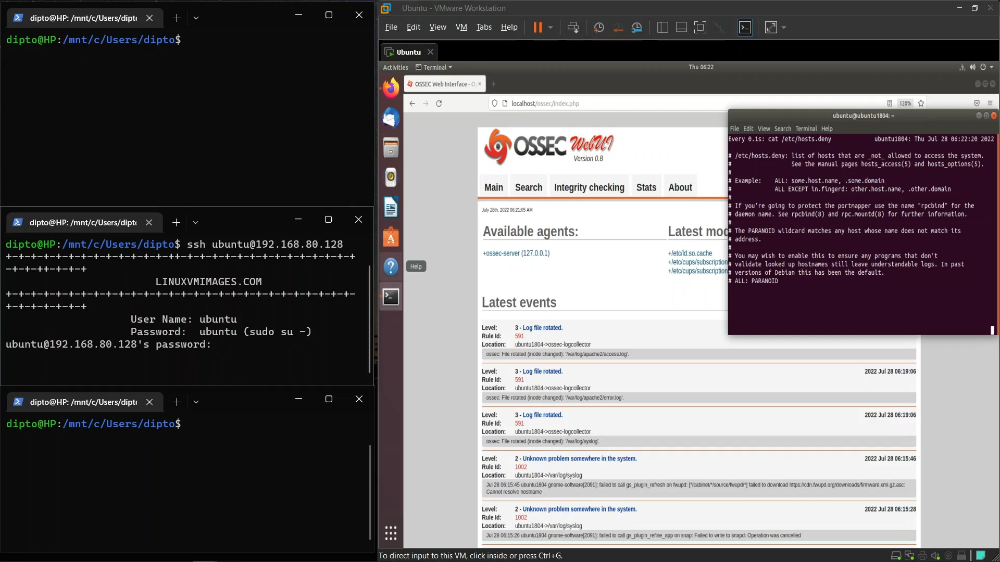 dipto@HP: /mnt/c/Users/dipt
dipto@HP:/mnt/c/Users/dipto$
dipto@HP: /mnt/c/Users/dipt
dipto@HP:/mnt/c/Users/dipto$ ssh ubuntu@192.168.80.128
+-+-+-+-+-+-+-+-+-+-+-+-+-+-+-+-+-+-+-+-+-+-+-+-+-+-+-+
-+-+-+-+-+-+-+
LINUXVMIMAGES.COM
+-+-+-+-+-+-+-+-+-+-+-+-+-+-+-+-+-+-+-+-+-+-+-+-+-+-+-+-
-+-+-+-+-+-+-+
User Name: ubuntu
Password: ubuntu (sudo su -)
ubuntu@192.168.80.128's password:
dipto@HP: /mnt/c/Users/dipt
dipto@HP:/mnt/c/Users/dipto$
Ubuntu - VMware Workstation
File Edit View VM Tabs Help
Ubuntu
Activities Terminal Thu 06:22
OSSEC Web Interface - O
localhost/ossec/index.php 120%
Help
OSSEC WebUI
Version 0.8
Main Search Integrity checking Stats About
July 28th, 2022 06:21:05 AM
Available agents:
+ossec-server (127.0.0.1)
Latest mod
+/etc/ld.so.cache
+/etc/cups/subscription
+/etc/cups/subscription
Latest events
Level: 3 - Log file rotated.
Rule Id: 591
Location: ubuntu1804->ossec-logcollector
ossec: File rotated (inode changed): '/var/log/apache2/access.log'.
Level: 3 - Log file rotated. 2022 Jul 28 06:19:06
Rule Id: 591
Location: ubuntu1804->ossec-logcollector
ossec: File rotated (inode changed): '/var/log/apache2/error.log'.
Level: 3 - Log file rotated. 2022 Jul 28 06:19:06
Rule Id: 591
Location: ubuntu1804->ossec-logcollector
ossec: File rotated (inode changed): '/var/log/syslog'.
Level: 2 - Unknown problem somewhere in the system. 2022 Jul 28 06:15:46
Rule Id: 1002
Location: ubuntu1804->/var/log/syslog
Jul 28 06:15:45 ubuntu1804 gnome-software[2091]: failed to call gs_plugin_refresh on fwupd: [*/cabinet/*/source/fwupd/*] failed to download https://cdn.fwupd.org/downloads/firmware.xml.gz.asc:
Cannot resolve hostname
Level: 2 - Unknown problem somewhere in the system. 2022 Jul 28 06:15:28
Rule Id: 1002
Location: ubuntu1804->/var/log/syslog
Jul 28 06:15:26 ubuntu1804 gnome-software[2091]: failed to call gs_plugin_refine_app on snap: Failed to write to snapd: Operation was cancelled
ubuntu@ubuntu1804: ~
File Edit View Search Terminal Help
Every 0.1s: cat /etc/hosts.deny ubuntu1804: Thu Jul 28 06:22:20 2022
# /etc/hosts.deny: list of hosts that are _not_ allowed to access the system.
# See the manual pages hosts_access(5) and hosts_options(5).
#
# Example: ALL: some.host.name, .some.domain
# ALL EXCEPT in.fingerd: other.host.name, .other.domain
#
# If you're going to protect the portmapper use the name "rpcbind" for the
# daemon name. See rpcbind(8) and rpc.mountd(8) for further information.
#
# The PARANOID wildcard matches any host whose name does not match its
# address.
#
# You may wish to enable this to ensure any programs that don't
# validate looked up hostnames still leave understandable logs. In past
# versions of Debian this has been the default.
# ALL: PARANOID
To direct input to this VM, click inside or press Ctrl+G.